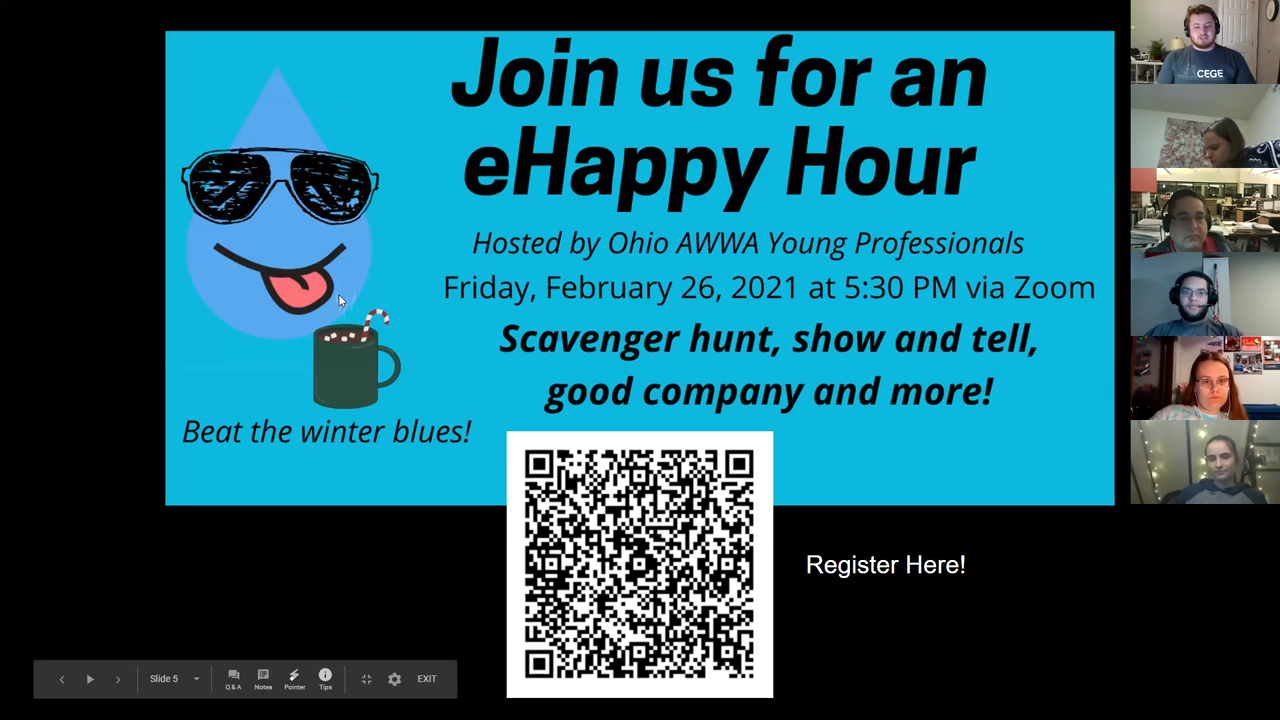 Join us for an
eHappy Hour
Hosted by Ohio AWWA Young Professionals
Friday, February 26, 2021 at 5:30 PM via Zoom
Scavenger hunt, show and tell,
good company and more!
Beat the winter blues!
Register Here!
Slide 5
Q&A
Notes
Pointer
Tips
EXIT
CEGE